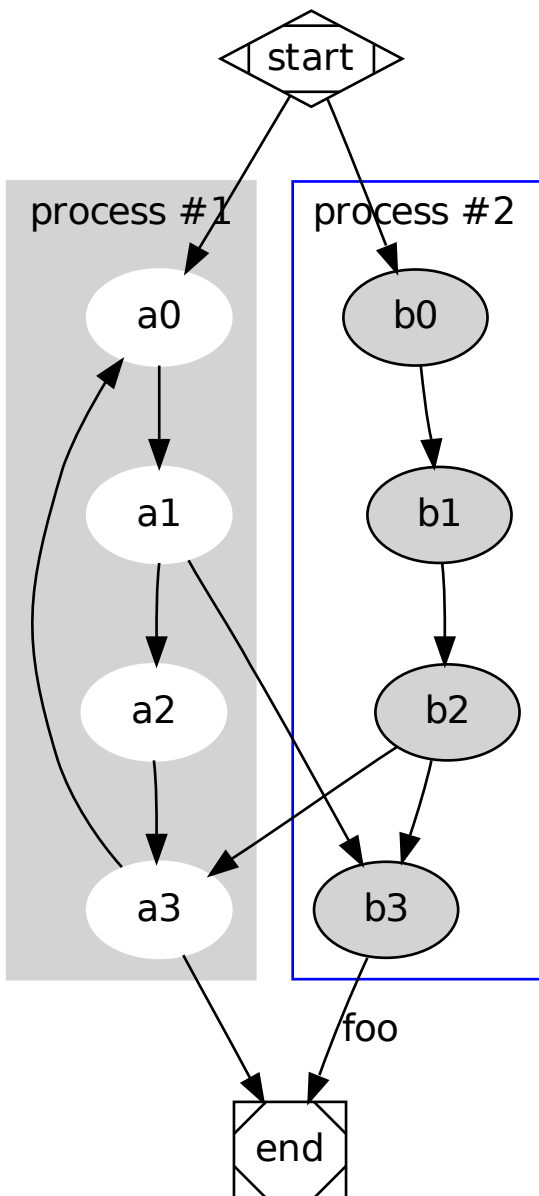 start
process #1
process #2
a0
b0
a1
b1
a2
b2
a3
b3
foo
end